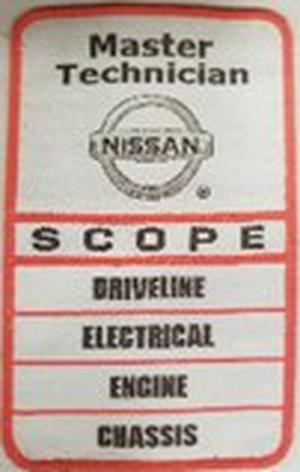 Master
Technician
NISSAN
®
SCOPE
DRIVELINE
ELECTRICAL
ENGINE
CHASSIS